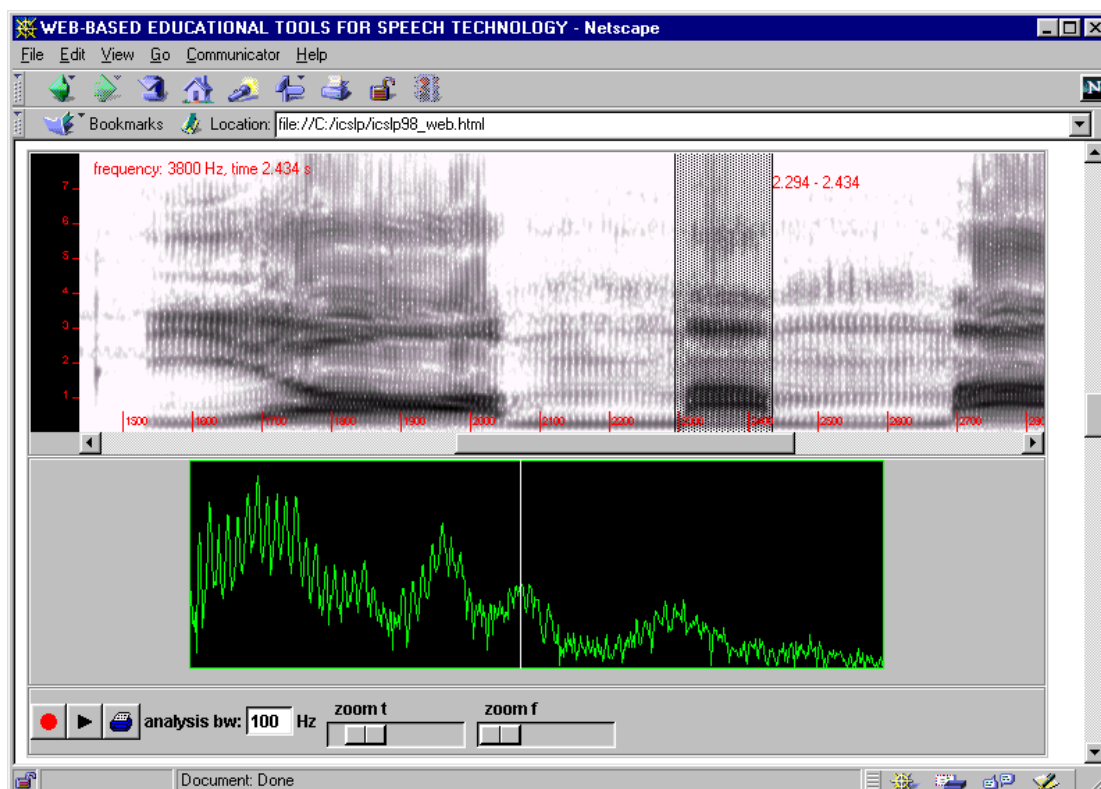 WEB-BASED EDUCATIONAL TOOLS FOR SPEECH TECHNOLOGY - Netscape
File Edit View Go Communicator Help
N
Bookmarks Location: file://C:/icslp/icslp98_web.html
frequency: 3800 Hz, time 2.434 s
2.294 - 2.434
7
6
5
4
3
2
1
1500 1600 1700 1800 1900 2000 2100 2200 2300 2400 2500 2600 2700
analysis bw: 100 Hz zoom t zoom f
Document: Done